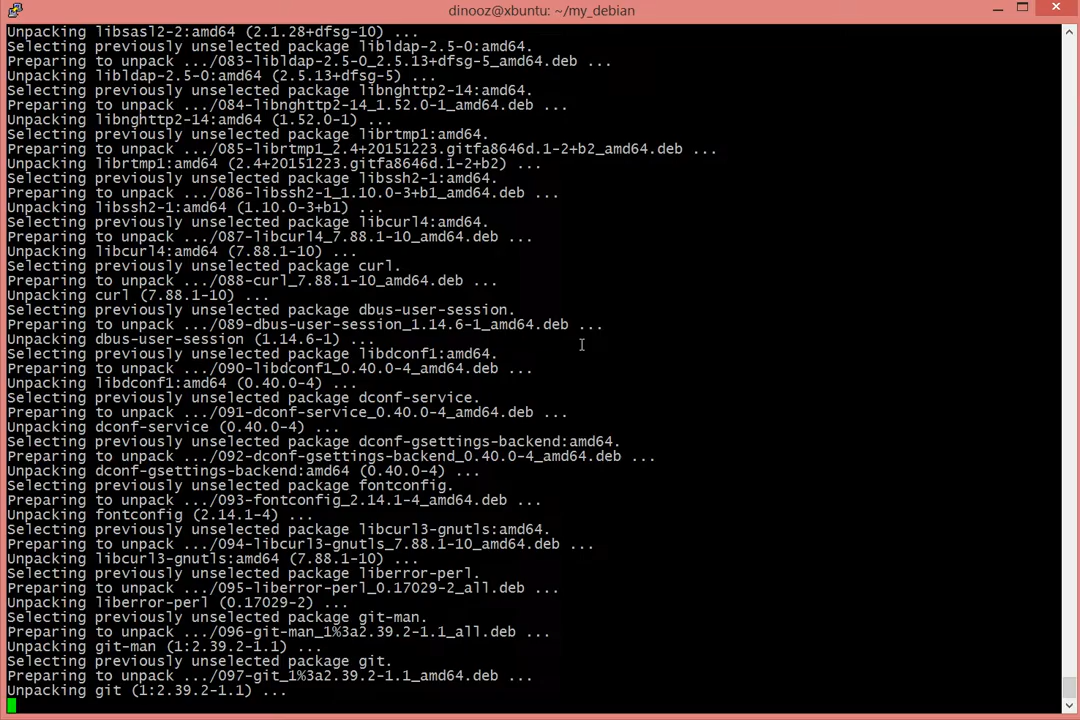 dinooz@xbuntu: ~/my_debian
Unpacking libsasl2-2:amd64 (2.1.28+dfsg-10) ...
Selecting previously unselected package libldap-2.5-0:amd64.
Preparing to unpack .../083-libldap-2.5-0_2.5.13+dfsg-5_amd64.deb ...
Unpacking libldap-2.5-0:amd64 (2.5.13+dfsg-5) ...
Selecting previously unselected package libnghttp2-14:amd64.
Preparing to unpack .../084-libnghttp2-14_1.52.0-1_amd64.deb ...
Unpacking libnghttp2-14:amd64 (1.52.0-1) ...
Selecting previously unselected package librtmp1:amd64.
Preparing to unpack .../085-librtmp1_2.4+20151223.gitfa8646d.1-2+b2_amd64.deb ...
Unpacking librtmp1:amd64 (2.4+20151223.gitfa8646d.1-2+b2) ...
Selecting previously unselected package libssh2-1:amd64.
Preparing to unpack .../086-libssh2-1_1.10.0-3+b1_amd64.deb ...
Unpacking libssh2-1:amd64 (1.10.0-3+b1) ...
Selecting previously unselected package libcurl4:amd64.
Preparing to unpack .../087-libcurl4_7.88.1-10_amd64.deb ...
Unpacking libcurl4:amd64 (7.88.1-10) ...
Selecting previously unselected package curl.
Preparing to unpack .../088-curl_7.88.1-10_amd64.deb ...
Unpacking curl (7.88.1-10) ...
Selecting previously unselected package dbus-user-session.
Preparing to unpack .../089-dbus-user-session_1.14.6-1_amd64.deb ...
Unpacking dbus-user-session (1.14.6-1) ...
Selecting previously unselected package libdconf1:amd64.
Preparing to unpack .../090-libdconf1_0.40.0-4_amd64.deb ...
Unpacking libdconf1:amd64 (0.40.0-4) ...
Selecting previously unselected package dconf-service.
Preparing to unpack .../091-dconf-service_0.40.0-4_amd64.deb ...
Unpacking dconf-service (0.40.0-4) ...
Selecting previously unselected package dconf-gsettings-backend:amd64.
Preparing to unpack .../092-dconf-gsettings-backend_0.40.0-4_amd64.deb ...
Unpacking dconf-gsettings-backend:amd64 (0.40.0-4) ...
Selecting previously unselected package fontconfig.
Preparing to unpack .../093-fontconfig_2.14.1-4_amd64.deb ...
Unpacking fontconfig (2.14.1-4) ...
Selecting previously unselected package libcurl3-gnutls:amd64.
Preparing to unpack .../094-libcurl3-gnutls_7.88.1-10_amd64.deb ...
Unpacking libcurl3-gnutls:amd64 (7.88.1-10) ...
Selecting previously unselected package liberror-perl.
Preparing to unpack .../095-liberror-perl_0.17029-2_all.deb ...
Unpacking liberror-perl (0.17029-2) ...
Selecting previously unselected package git-man.
Preparing to unpack .../096-git-man_1%3a2.39.2-1.1_all.deb ...
Unpacking git-man (1:2.39.2-1.1) ...
Selecting previously unselected package git.
Preparing to unpack .../097-git_1%3a2.39.2-1.1_amd64.deb ...
Unpacking git (1:2.39.2-1.1) ...